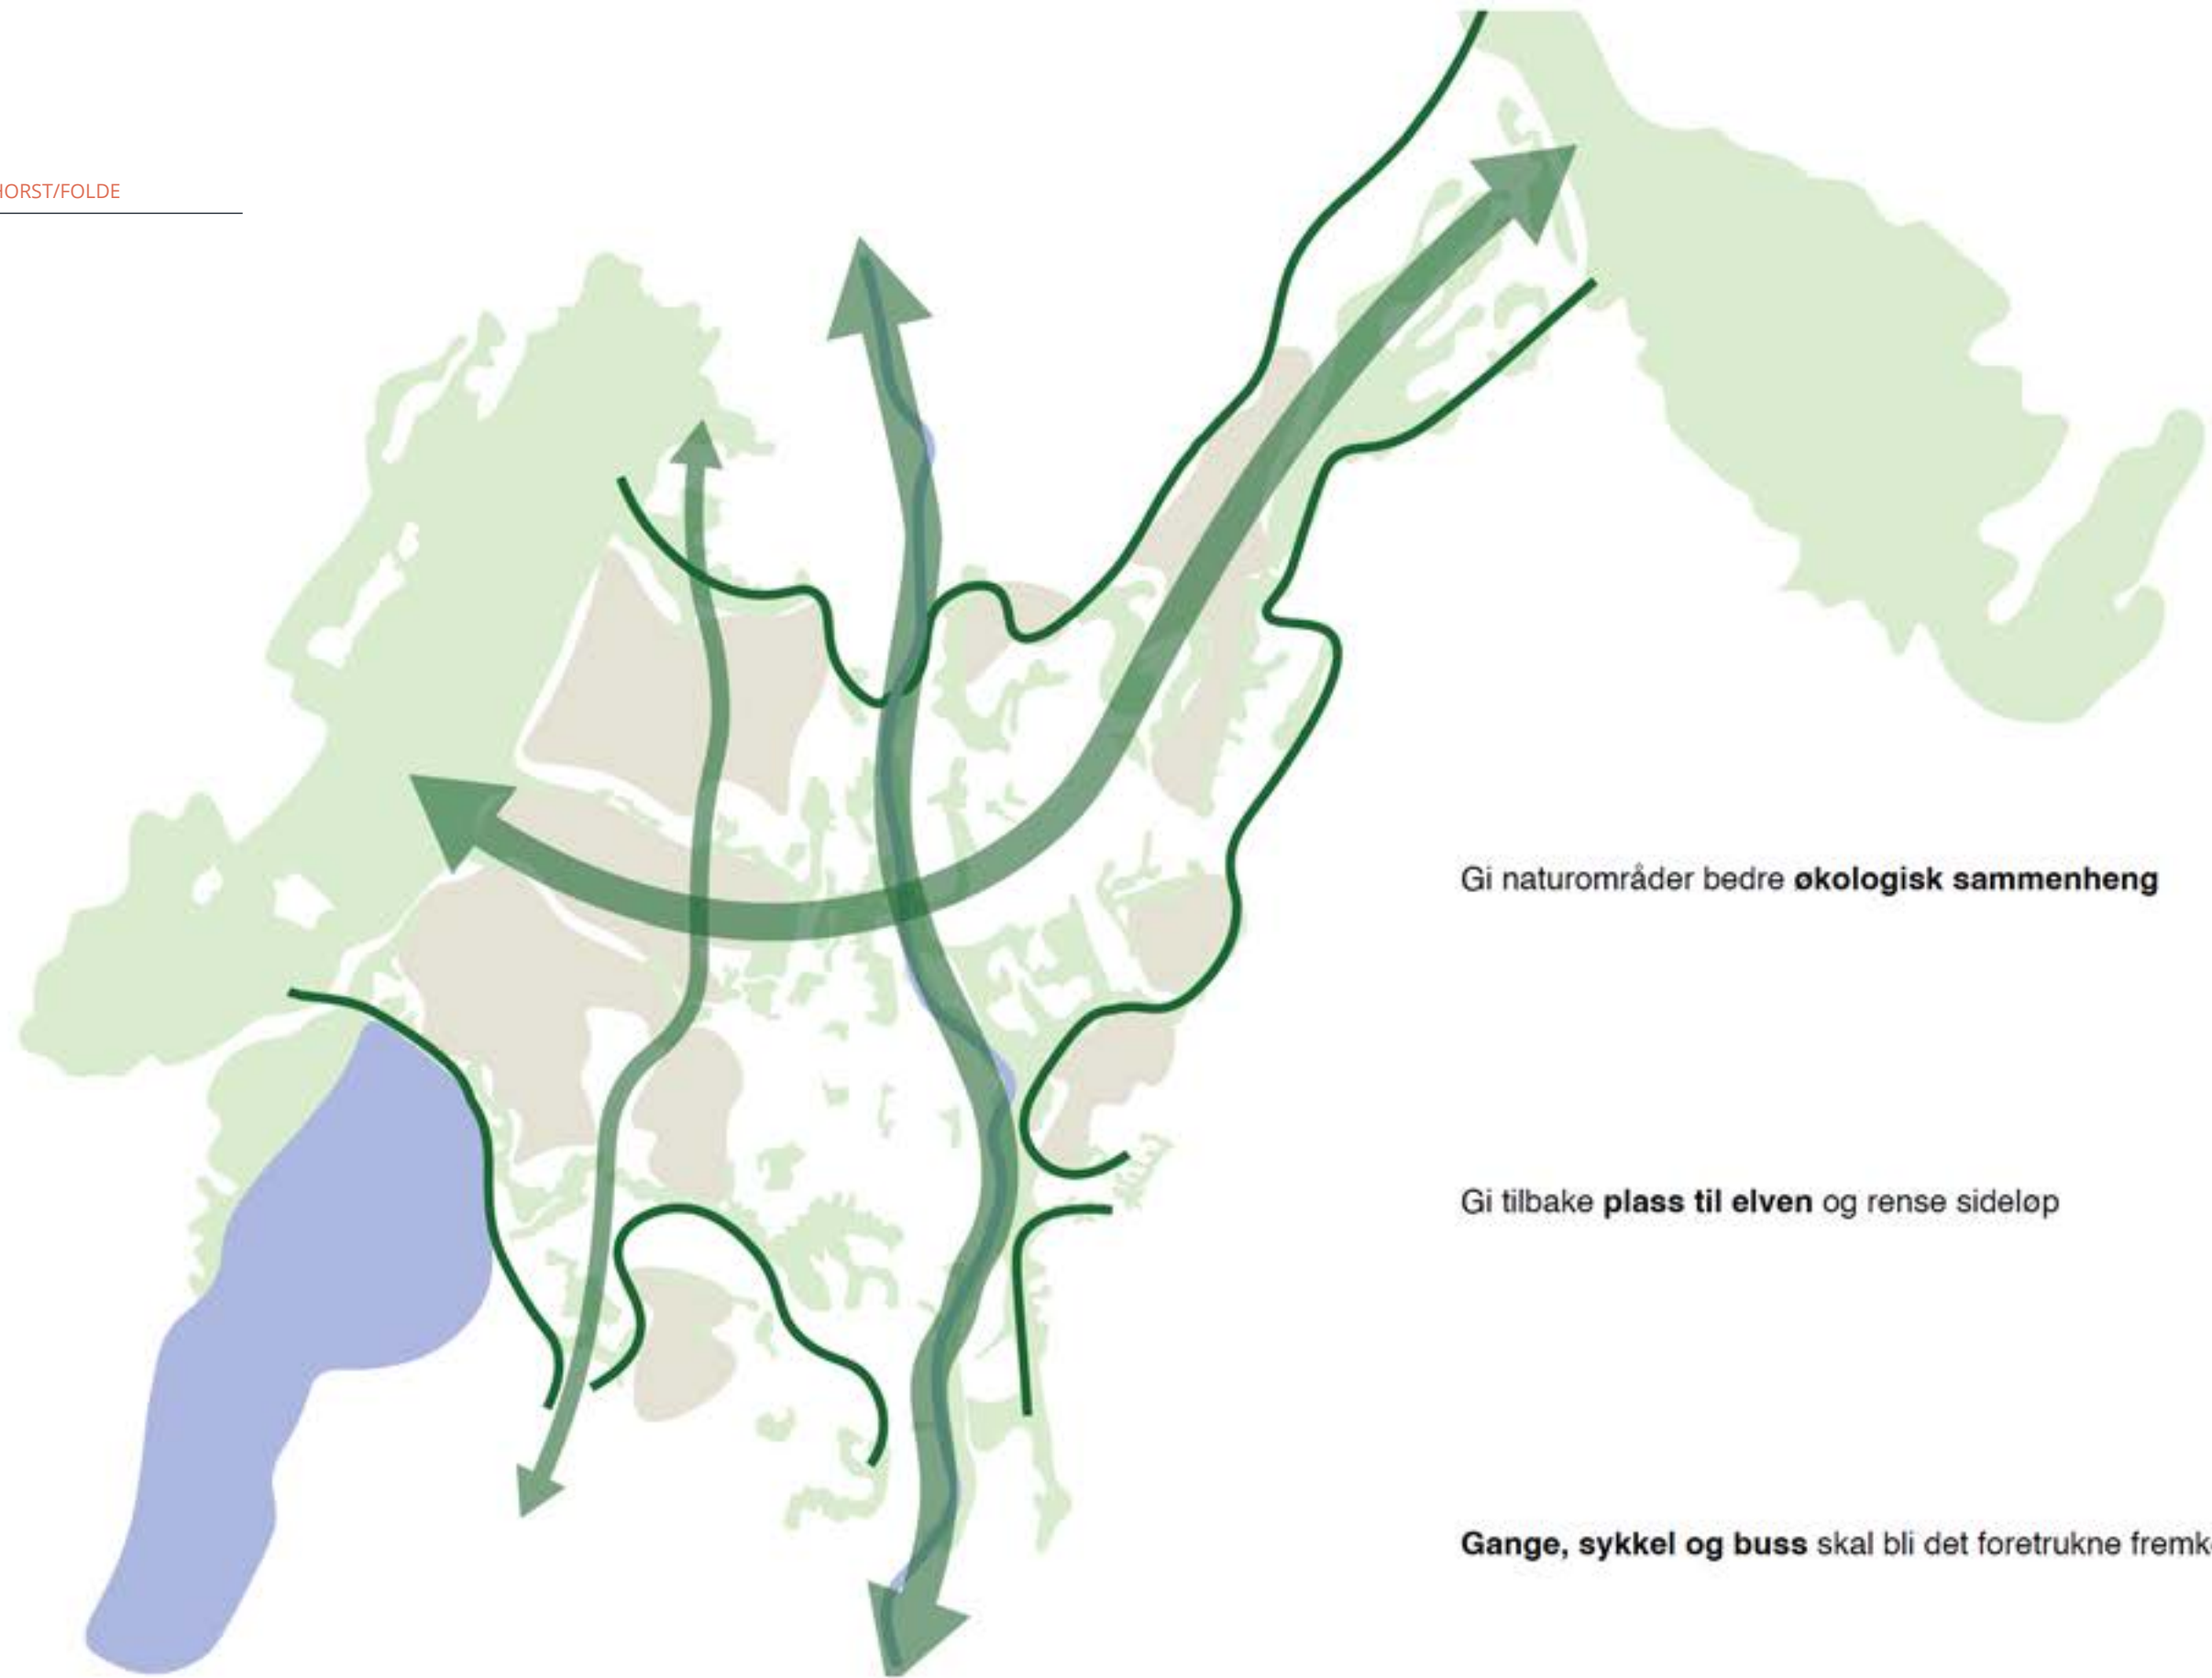 HORST/FOLDE
Gi naturområder bedre økologisk sammenheng
Gi tilbake plass til elven og rense sideløp
Gange, sykkel og buss skal bli det foretrukne